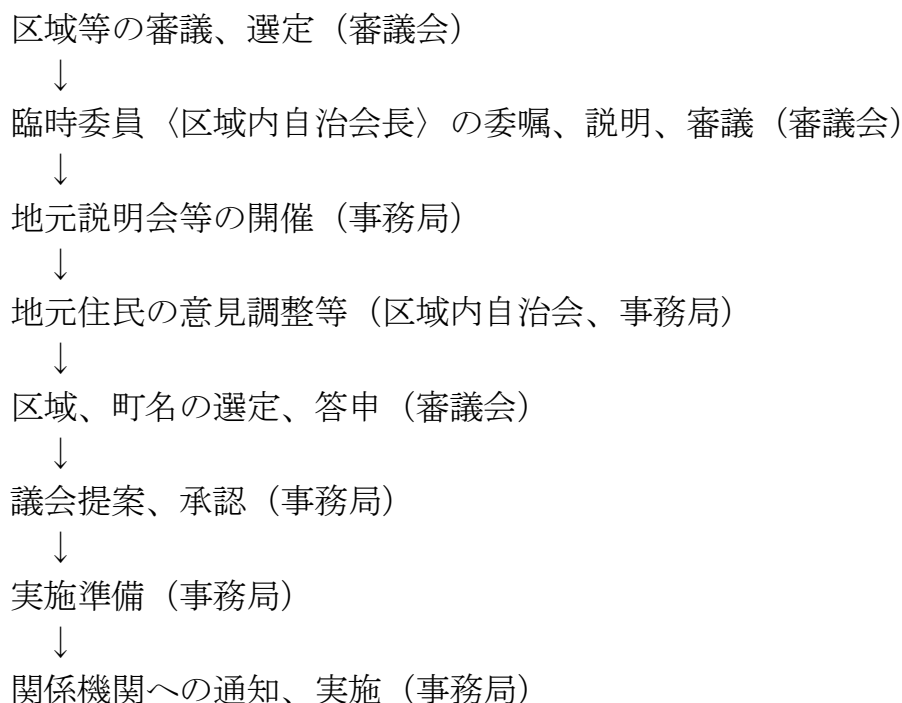 区域等の審議、選定（審議会）
↓
臨時委員〈区域内自治会長〉の委嘱、説明、審議（審議会）
↓
地元説明会等の開催（事務局）
↓
地元住民の意見調整等（区域内自治会、事務局）
↓
区域、町名の選定、答申（審議会）
↓
議会提案、承認（事務局）
↓
実施準備（事務局）
↓
関係機関への通知、実施（事務局）